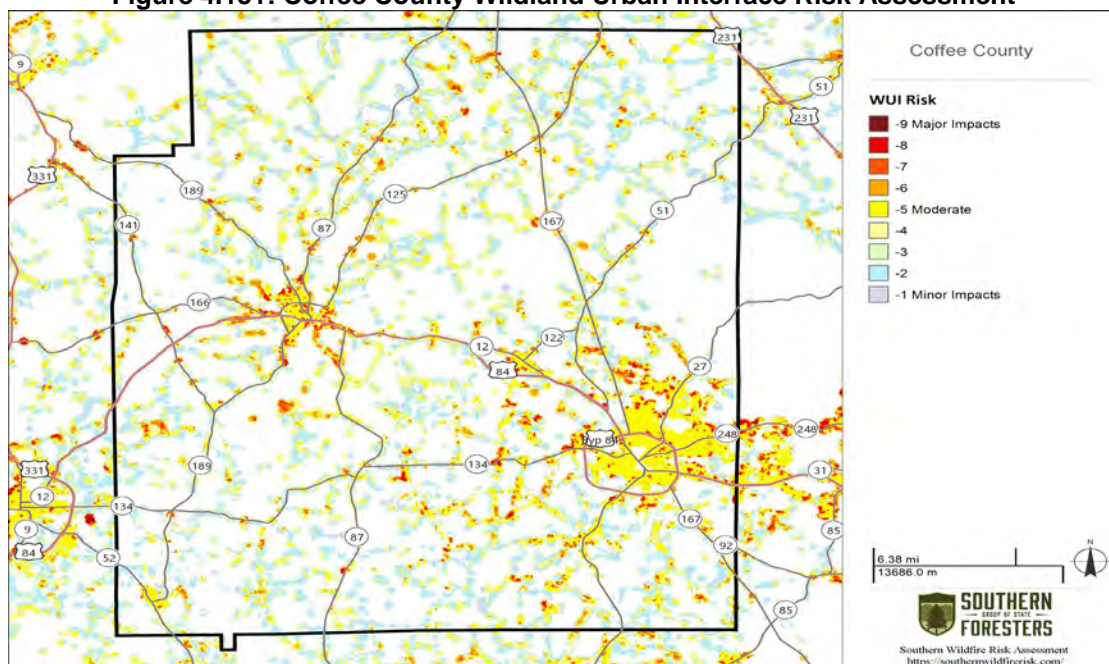 Figure 4.131: Coffee County Wildland Urban Interface Risk Assessment
Coffee County
WUI Risk
-9 Major Impacts
-8
-7
-6
-5 Moderate
-4
-3
-2
-1 Minor Impacts
9
231
51
231
331
189
125
141
87
51
167
166
12
122
84
27
248
248
Byp 84
331
12
134
189
134
31
9
84
52
87
167
92
85
85
6.38 mi
13686.0 m
N
SOUTHERN
GROUP OF STATE
FORESTERS
Southern Wildfire Risk Assessment
https://southernwildfirerisk.com/